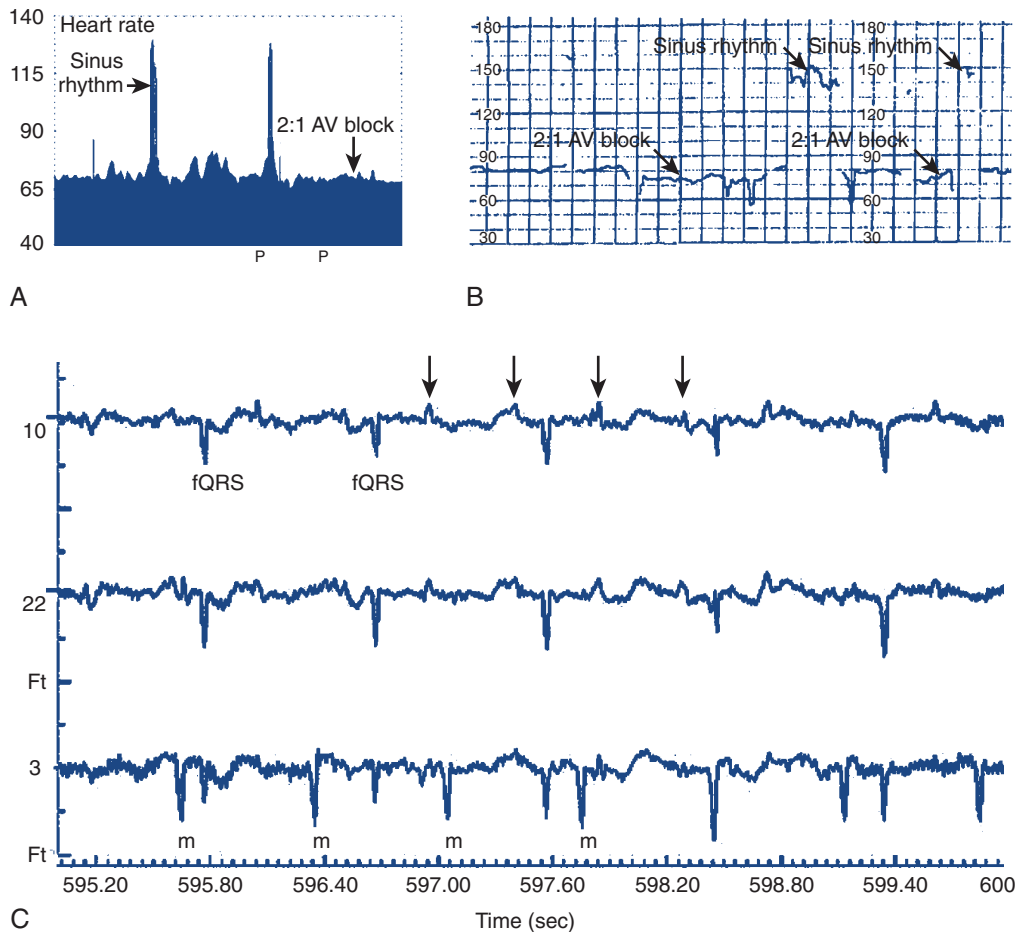 140
Heart rate
115
Sinus
rhythm
90
2:1 AV block
65
40
P P
A
180 180
Sinus rhythm Sinus rhythm
150 150
120 120
2:1 AV block 2:1 AV block
90 90
60 60
30 30
B
10
fQRS fQRS
22
Ft
3
m m m m
Ft
595.20 595.80 596.40 597.00 597.60 598.20 598.80 599.40 600
C
Time (sec)